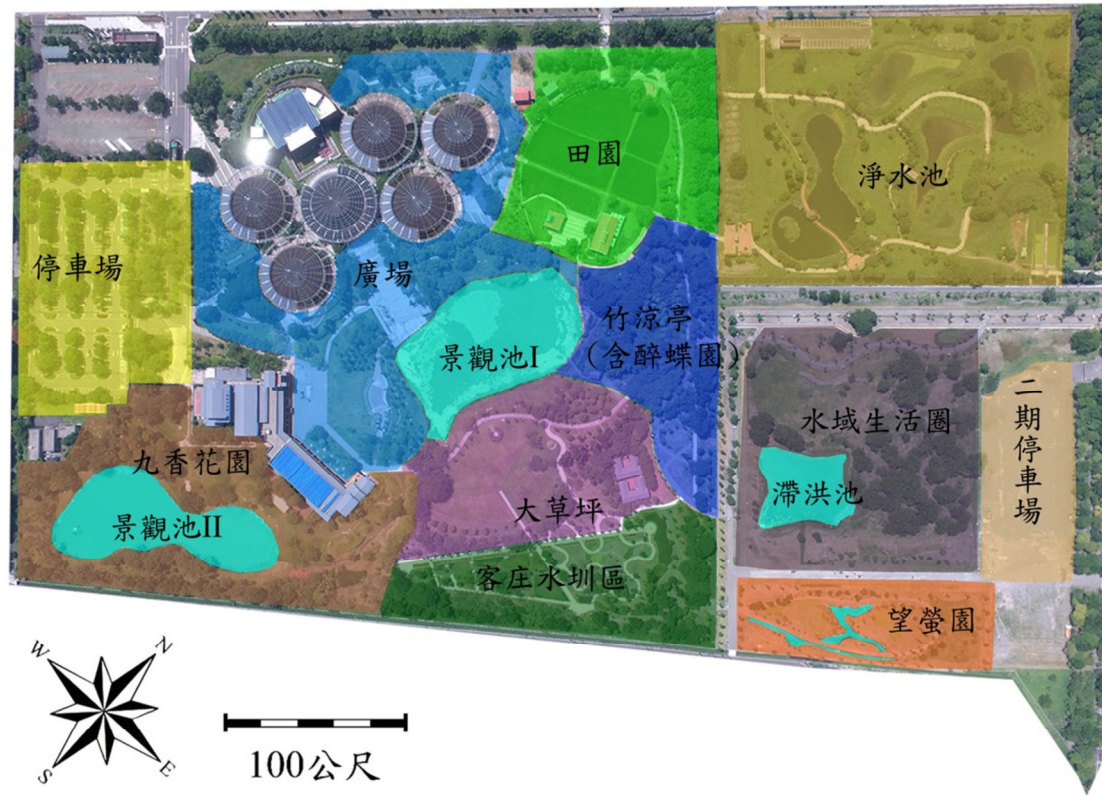 田園
淨水池
停車場
廣場
竹涼亭
（含醉蝶園）
景觀池I
二期停車場
水域生活圈
九香花園
滯洪池
大草坪
景觀池II
客庄水圳區
望螢園
W
N
S
E
100公尺